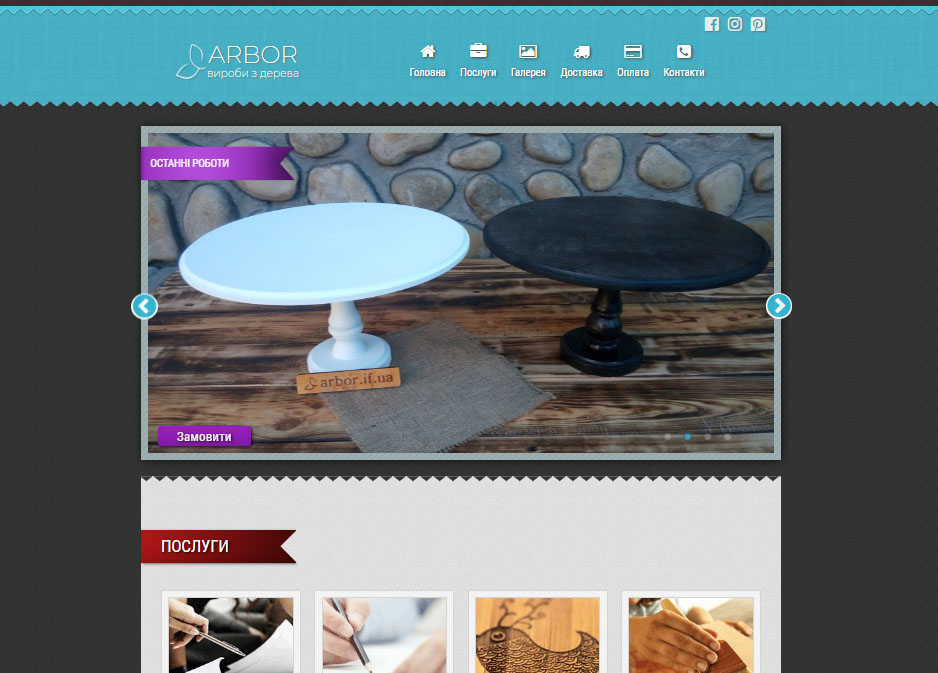 ARBOR
вироби з дерева
Головна
Послуги
Галерея
Доставка
Оплата
Контакти
ОСТАННІ РОБОТИ
arbor.if.ua
Замовити
ПОСЛУГИ